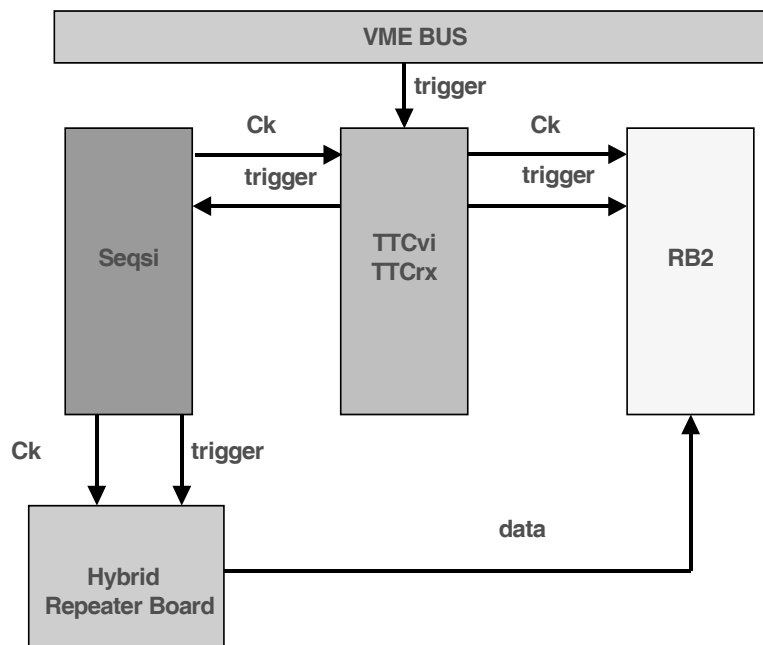 VME BUS
trigger
Ck
Ck
trigger
trigger
Seqsi
TTCvi
TTCrx
RB2
Ck
trigger
data
Hybrid
Repeater Board